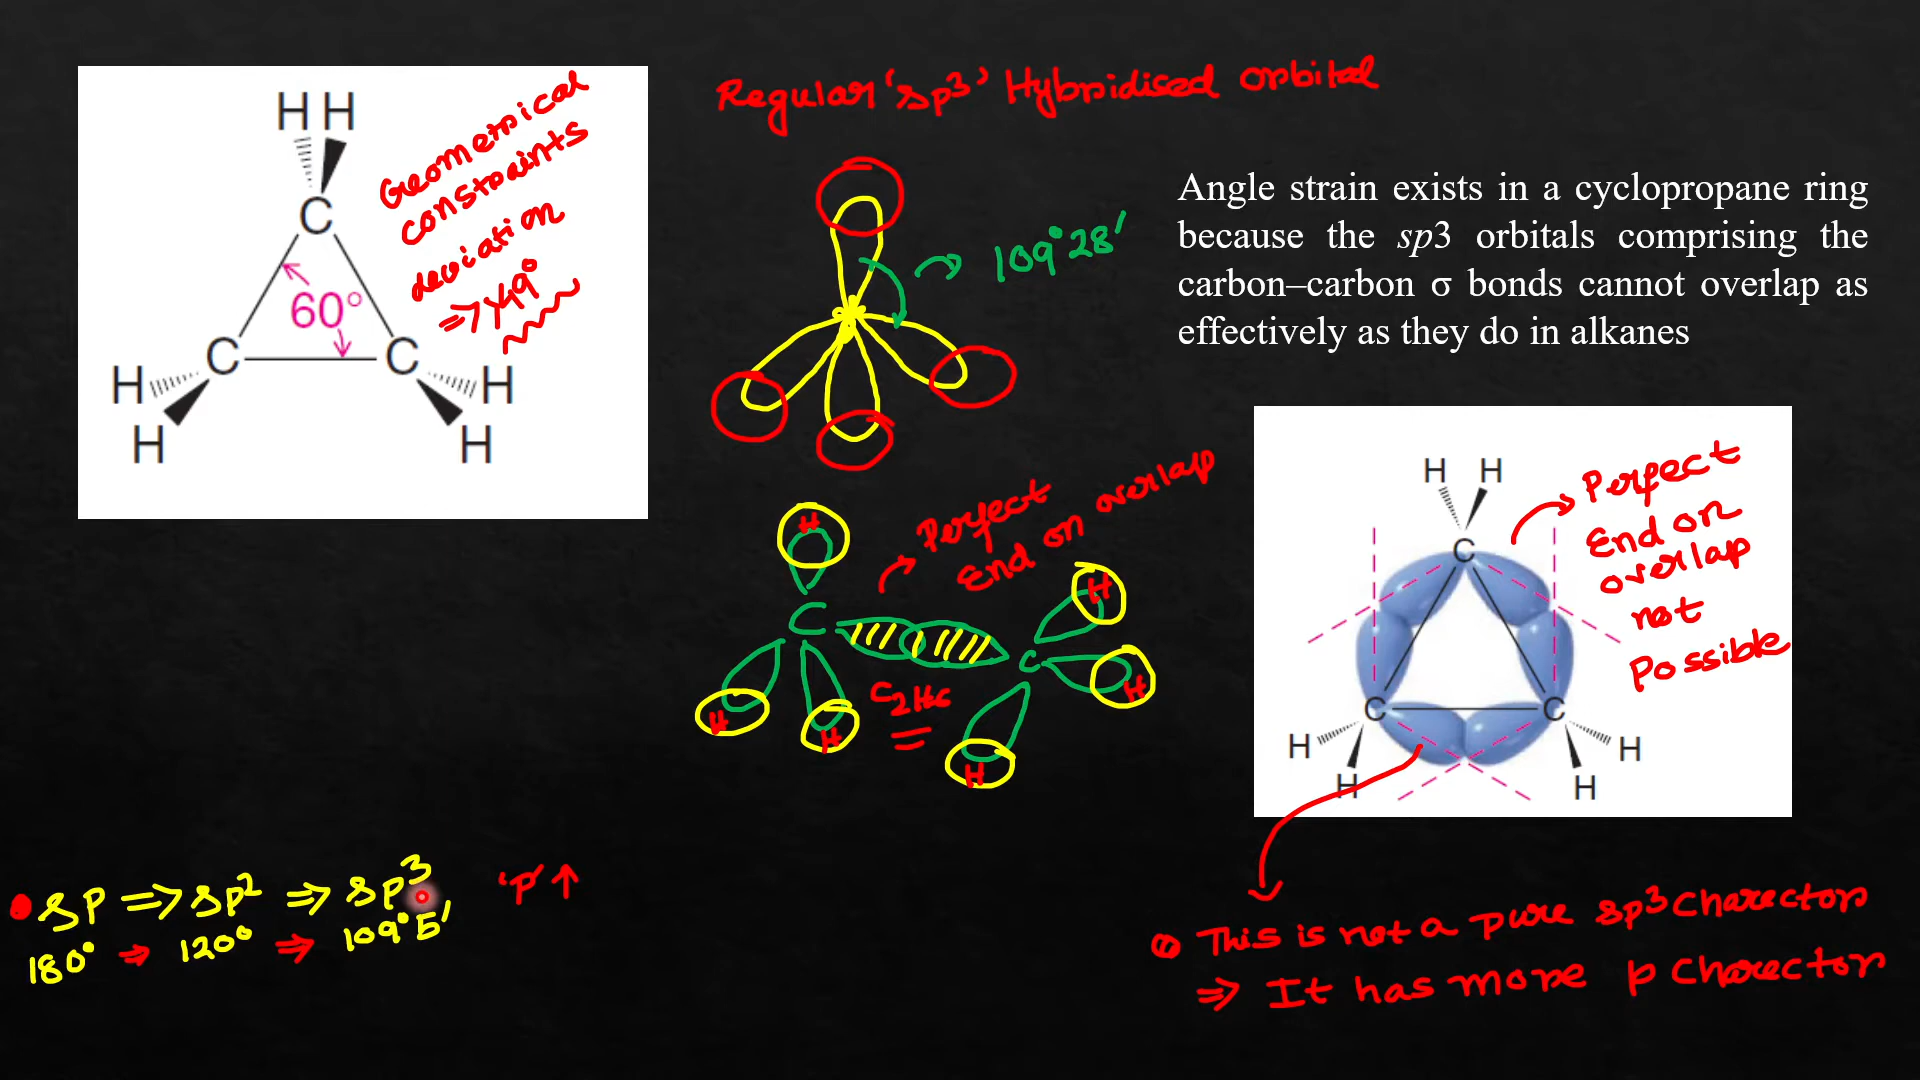 H H
C
60°
C C
H H
H H
Geometrical
constraints
deviation
⇒ 49°
Regular 'sp³' Hybridised orbital
109°28'
Angle strain exists in a cyclopropane ring
because the sp3 orbitals comprising the
carbon–carbon σ bonds cannot overlap as
effectively as they do in alkanes
Perfect
End on overlap
H
C
H
H
C
H
H
H
C₂H₆
H H
C
C C
H H
H H
Perfect
End on
overlap
not
Possible
sp ⇒ sp² ⇒ sp³ 'p' ↑
180° ⇒ 120° ⇒ 109°5'
This is not a pure sp³ Charector
⇒ It has more p Charector